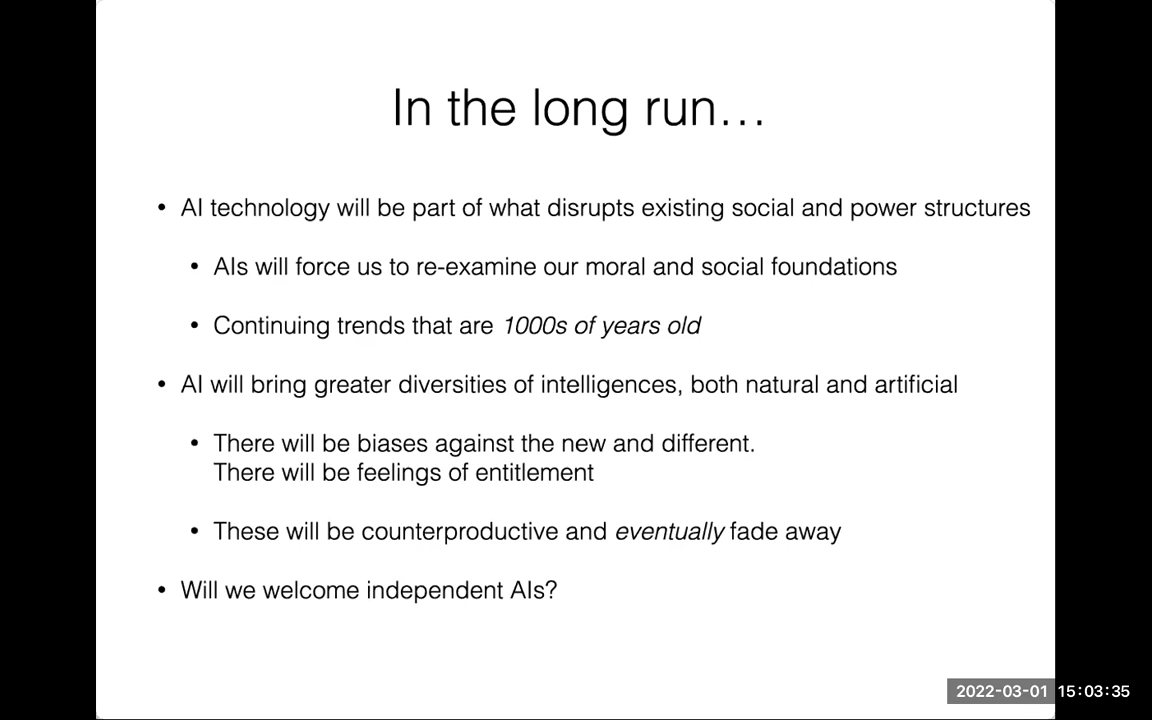 In the long run…
• AI technology will be part of what disrupts existing social and power structures
• AIs will force us to re-examine our moral and social foundations
• Continuing trends that are 1000s of years old
• AI will bring greater diversities of intelligences, both natural and artificial
• There will be biases against the new and different.
There will be feelings of entitlement
• These will be counterproductive and eventually fade away
• Will we welcome independent AIs?
2022-03-01 15:03:35